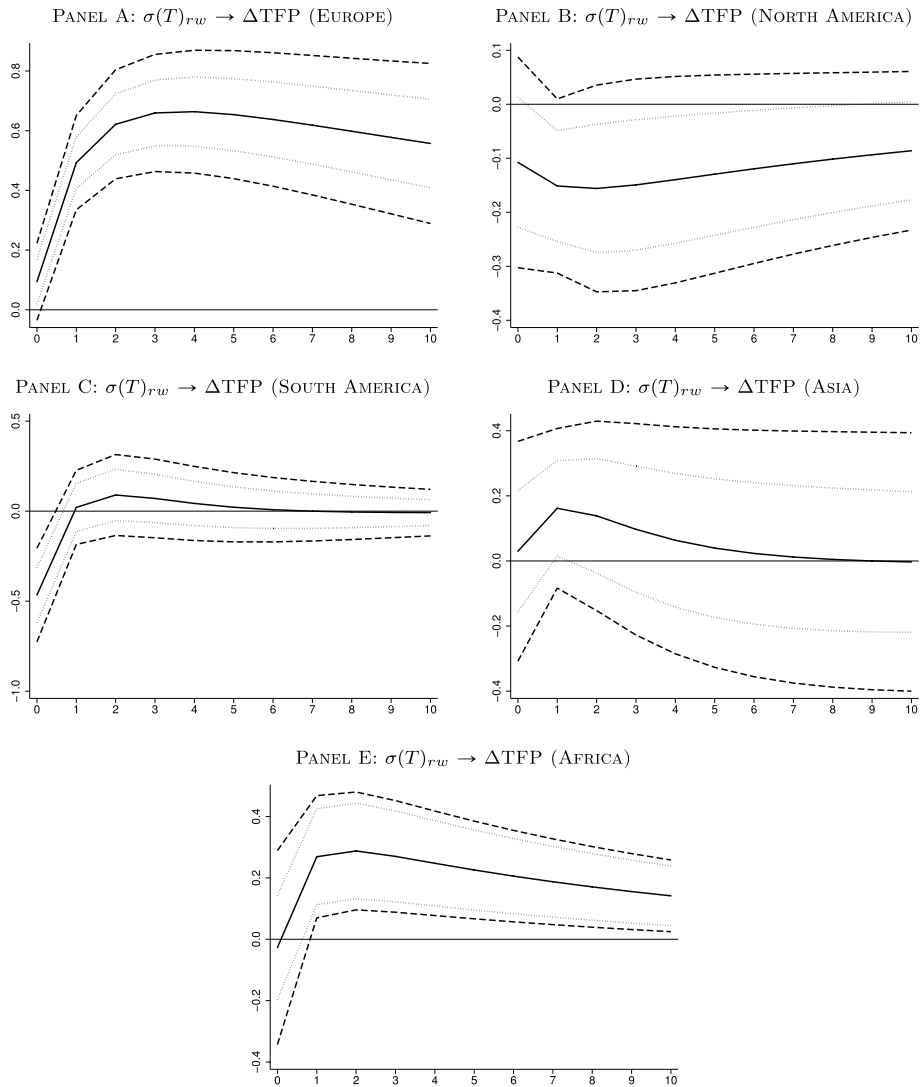 PANEL A: σ(T)rw → ΔTFP (EUROPE)
0.8
0.6
0.4
0.2
0.0
0 1 2 3 4 5 6 7 8 9 10
PANEL B: σ(T)rw → ΔTFP (NORTH AMERICA)
0.1
0.0
−0.1
−0.2
−0.3
−0.4
0 1 2 3 4 5 6 7 8 9 10
PANEL C: σ(T)rw → ΔTFP (SOUTH AMERICA)
0.5
0.0
−0.5
−1.0
0 1 2 3 4 5 6 7 8 9 10
PANEL D: σ(T)rw → ΔTFP (ASIA)
0.4
0.2
0.0
−0.2
−0.4
0 1 2 3 4 5 6 7 8 9 10
PANEL E: σ(T)rw → ΔTFP (AFRICA)
0.4
0.2
0.0
−0.2
−0.4
0 1 2 3 4 5 6 7 8 9 10